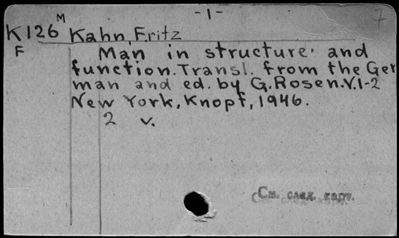 -1-
7
K126 M Kahn, Fritz
F Man in structure and
function. Transl. from the Ger
man and ed. by G. Rosen. V.1-2
New York, Knopf, 1946.
2 v.
См. след. карт.